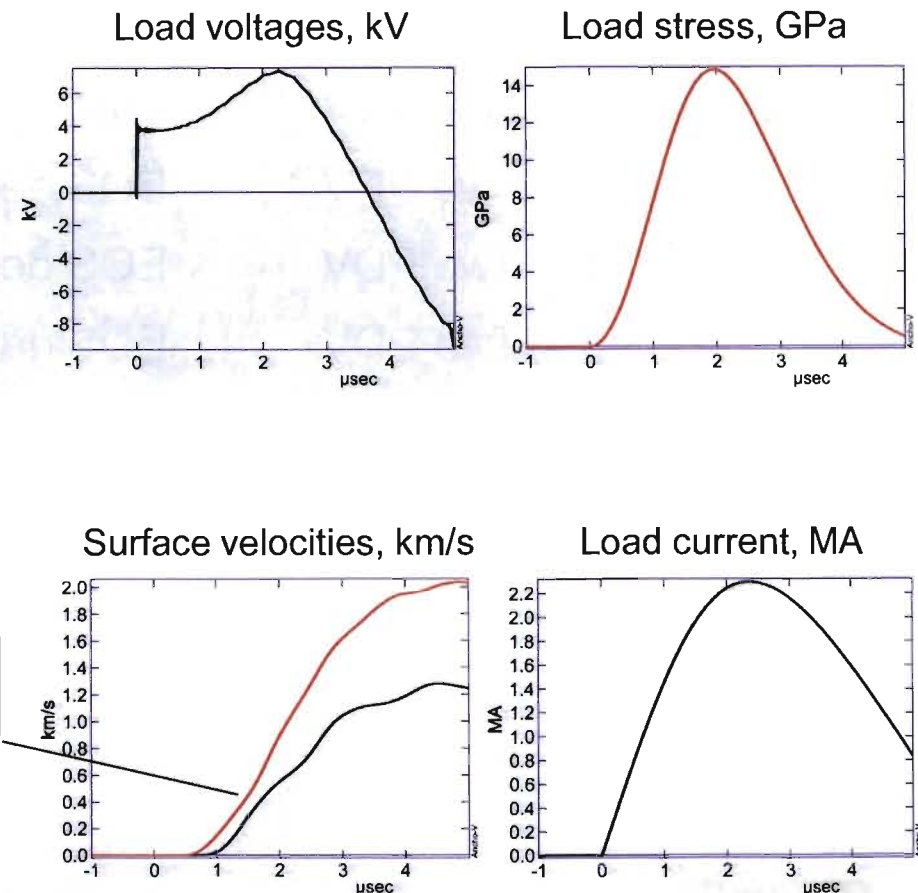 Load voltages, kV
6
4
2
0
-2
-4
-6
-8
kV
-1 0 1 2 3 4
µsec
Load stress, GPa
14
12
10
8
6
4
2
0
GPa
-1 0 1 2 3 4
µsec
Surface velocities, km/s
2.0
1.8
1.6
1.4
1.2
1.0
0.8
0.6
0.4
0.2
0.0
km/s
-1 0 1 2 3 4
µsec
Load current, MA
2.2
2.0
1.8
1.6
1.4
1.2
1.0
0.8
0.6
0.4
0.2
0.0
MA
-1 0 1 2 3 4
µsec